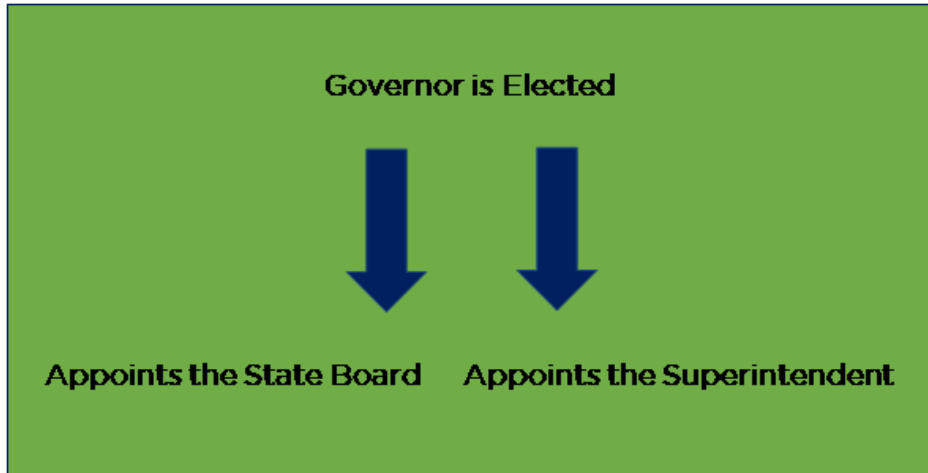 Governor is Elected
Appoints the State Board
Appoints the Superintendent